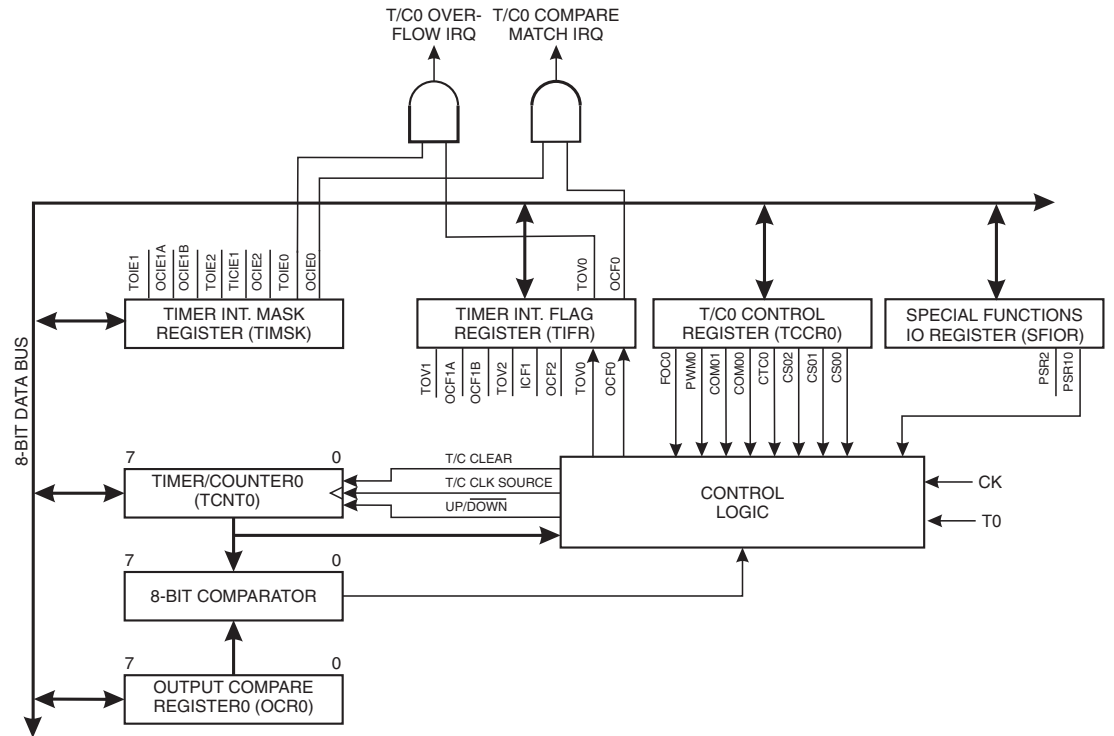 T/C0 OVER-
FLOW IRQ
T/C0 COMPARE
MATCH IRQ
8-BIT DATA BUS
TOIE1
OCIE1A
OCIE1B
TOIE2
TICIE1
OCIE2
TOIE0
OCIE0
TOV0
OCF0
TIMER INT. MASK
REGISTER (TIMSK)
TIMER INT. FLAG
REGISTER (TIFR)
T/C0 CONTROL
REGISTER (TCCR0)
SPECIAL FUNCTIONS
IO REGISTER (SFIOR)
TOV1
OCF1A
OCF1B
TOV2
ICF1
OCF2
TOV0
OCF0
FOC0
PWM0
COM01
COM00
CTC0
CS02
CS01
CS00
PSR2
PSR10
7
0
TIMER/COUNTER0
(TCNT0)
T/C CLEAR
T/C CLK SOURCE
UP/DOWN
CONTROL
LOGIC
CK
T0
7
0
8-BIT COMPARATOR
7
0
OUTPUT COMPARE
REGISTER0 (OCR0)